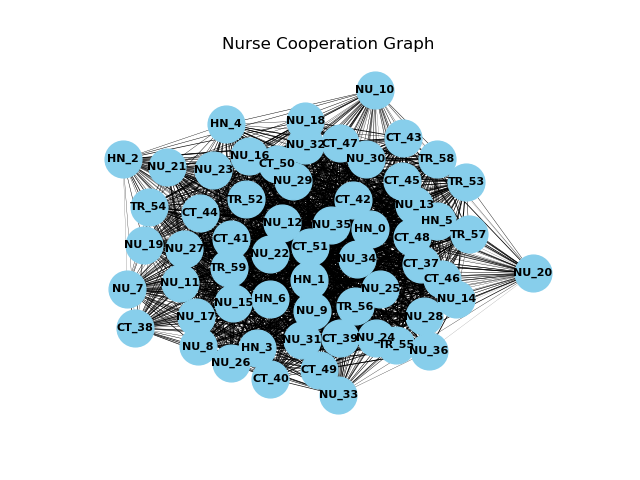 Nurse Cooperation Graph
NU_10
HN_4
NU_18
CT_43
NU_32
CT_47
HN_2
NU_21
NU_16
CT_50
NU_30
TR_58
NU_23
NU_29
CT_45
TR_53
TR_52
CT_42
TR_54
CT_44
NU_13
NU_12
NU_35
HN_0
HN_5
NU_19
NU_27
CT_41
CT_51
CT_48
TR_57
NU_22
NU_34
TR_59
CT_37
NU_20
NU_7
NU_11
HN_1
CT_46
NU_15
HN_6
NU_25
NU_14
CT_38
NU_17
NU_9
TR_56
NU_28
NU_8
HN_3
NU_31
CT_39
NU_24
TR_55
NU_36
NU_26
CT_40
CT_49
NU_33